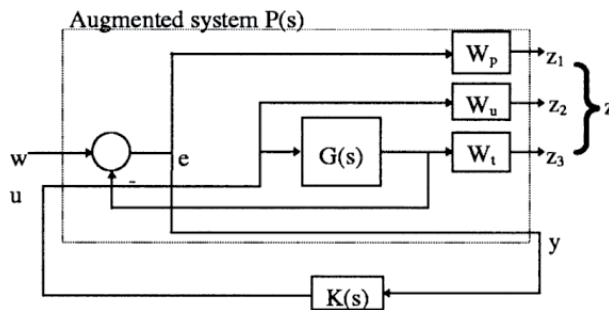 Augmented system P(s)
W_p
z_1
W_u
z_2
z
w
e
G(s)
W_t
z_3
u
-
y
K(s)